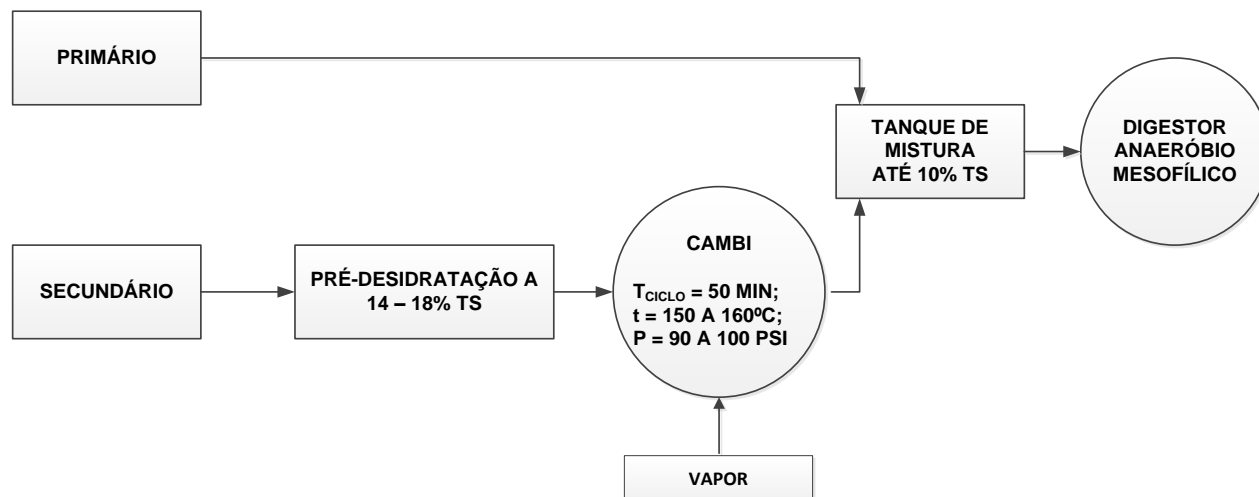 PRIMÁRIO
TANQUE DE
MISTURA
ATÉ 10% TS
DIGESTOR
ANAERÓBIO
MESOFÍLICO
SECUNDÁRIO
PRÉ-DESIDRATAÇÃO A
14 – 18% TS
CAMBI
TCICLO = 50 MIN;
t = 150 A 160ºC;
P = 90 A 100 PSI
VAPOR